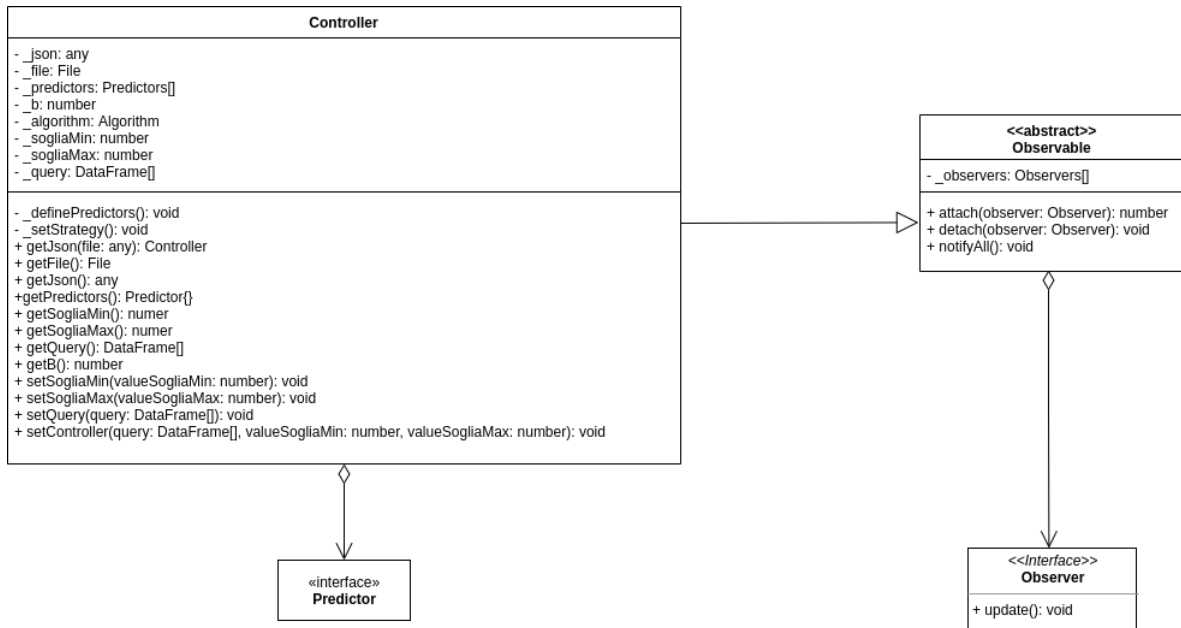 Controller
- _json: any
- _file: File
- _predictors: Predictors[]
- _b: number
- _algorithm: Algorithm
- _sogliaMin: number
- _sogliaMax: number
- _query: DataFrame[]
- _definePredictors(): void
- _setStrategy(): void
+ getJson(file: any): Controller
+ getFile(): File
+ getJson(): any
+getPredictors(): Predictor{}
+ getSogliaMin(): numer
+ getSogliaMax(): numer
+ getQuery(): DataFrame[]
+ getB(): number
+ setSogliaMin(valueSogliaMin: number): void
+ setSogliaMax(valueSogliaMax: number): void
+ setQuery(query: DataFrame[]): void
+ setController(query: DataFrame[], valueSogliaMin: number, valueSogliaMax: number): void
<<abstract>>
Observable
- _observers: Observers[]
+ attach(observer: Observer): number
+ detach(observer: Observer): void
+ notifyAll(): void
«interface»
Predictor
<<Interface>>
Observer
+ update(): void